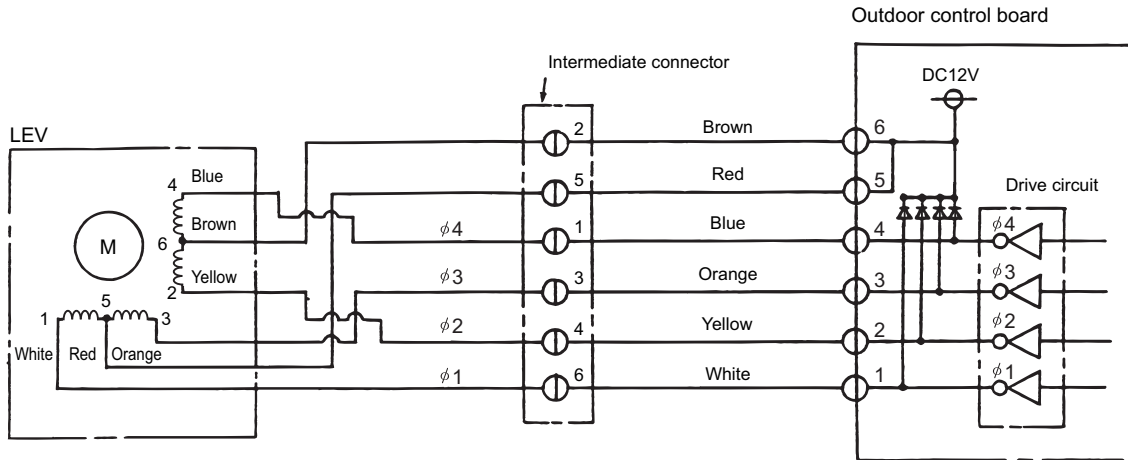 Outdoor control board
Intermediate connector
DC12V
LEV
2 Brown 6
Blue
4
5 Red 5
Drive circuit
Brown
6
φ4 1 Blue 4 φ4
M
Yellow
2
φ3 3 Orange 3 φ3
5
1 3
φ2 4 Yellow 2 φ2
White Red Orange
φ1 6 White 1 φ1